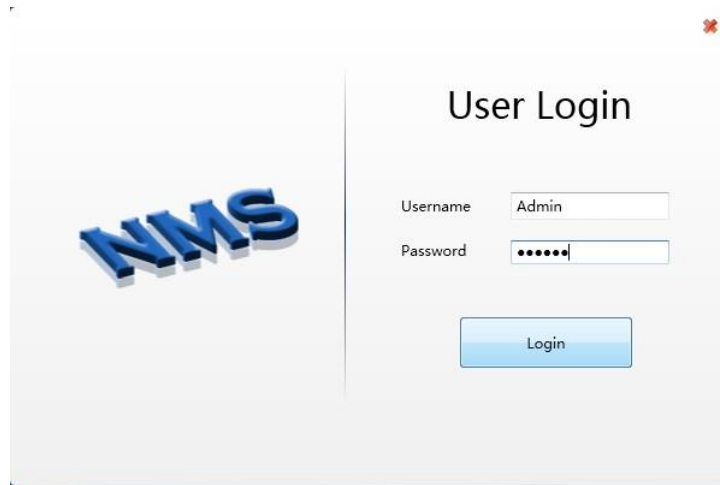 User Login
NMS
Username Admin
Password ••••••
Login